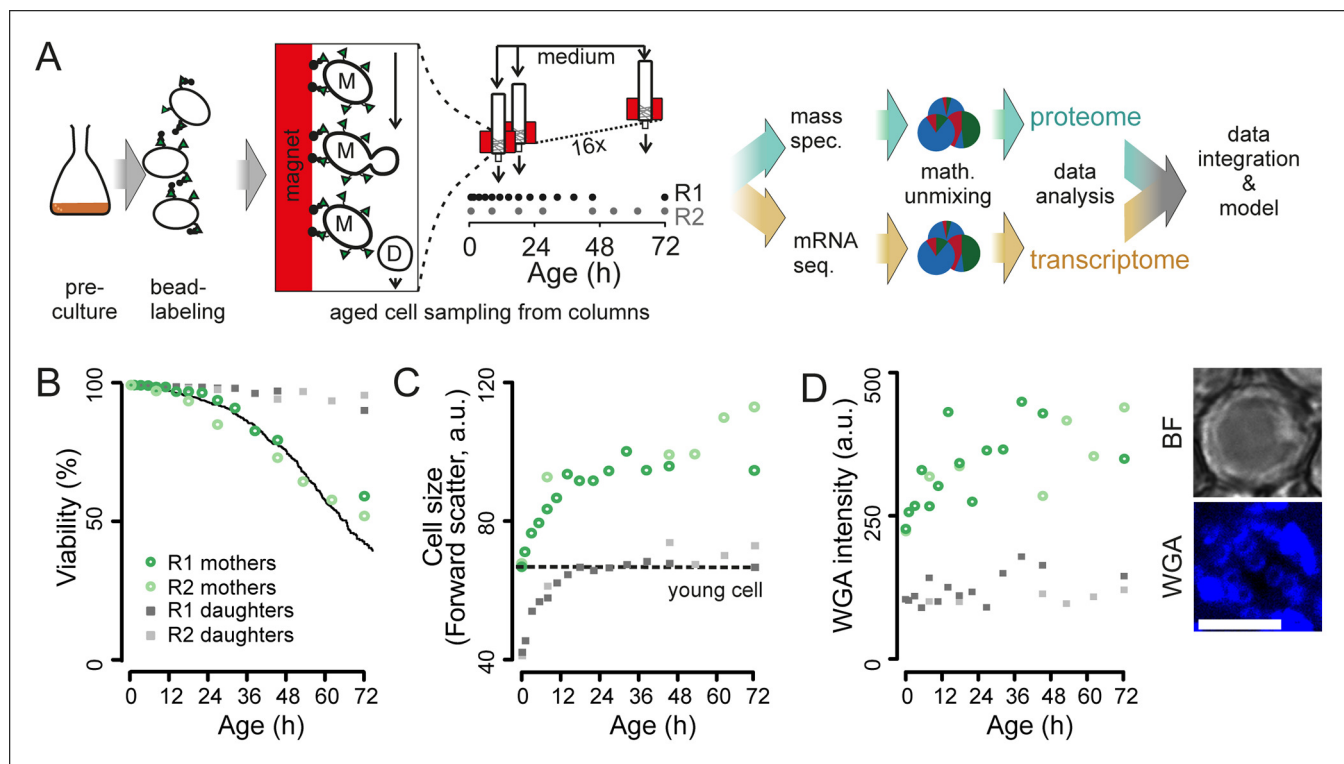 A
pre-
culture
bead-
labeling
magnet
M
M
M
D
aged cell sampling from columns
medium
16x
R1
R2
0 24 48 72
Age (h)
mass
spec.
mRNA
seq.
math.
unmixing
proteome
data
analysis
transcriptome
data
integration
&
model
B
Viability (%)
100
50
0
R1 mothers
R2 mothers
R1 daughters
R2 daughters
0 12 24 36 48 60 72
Age (h)
C
Cell size
(Forward scatter, a.u.)
120
80
40
young cell
0 12 24 36 48 60 72
Age (h)
D
WGA intensity (a.u.)
500
250
0
0 12 24 36 48 60 72
Age (h)
BF
WGA